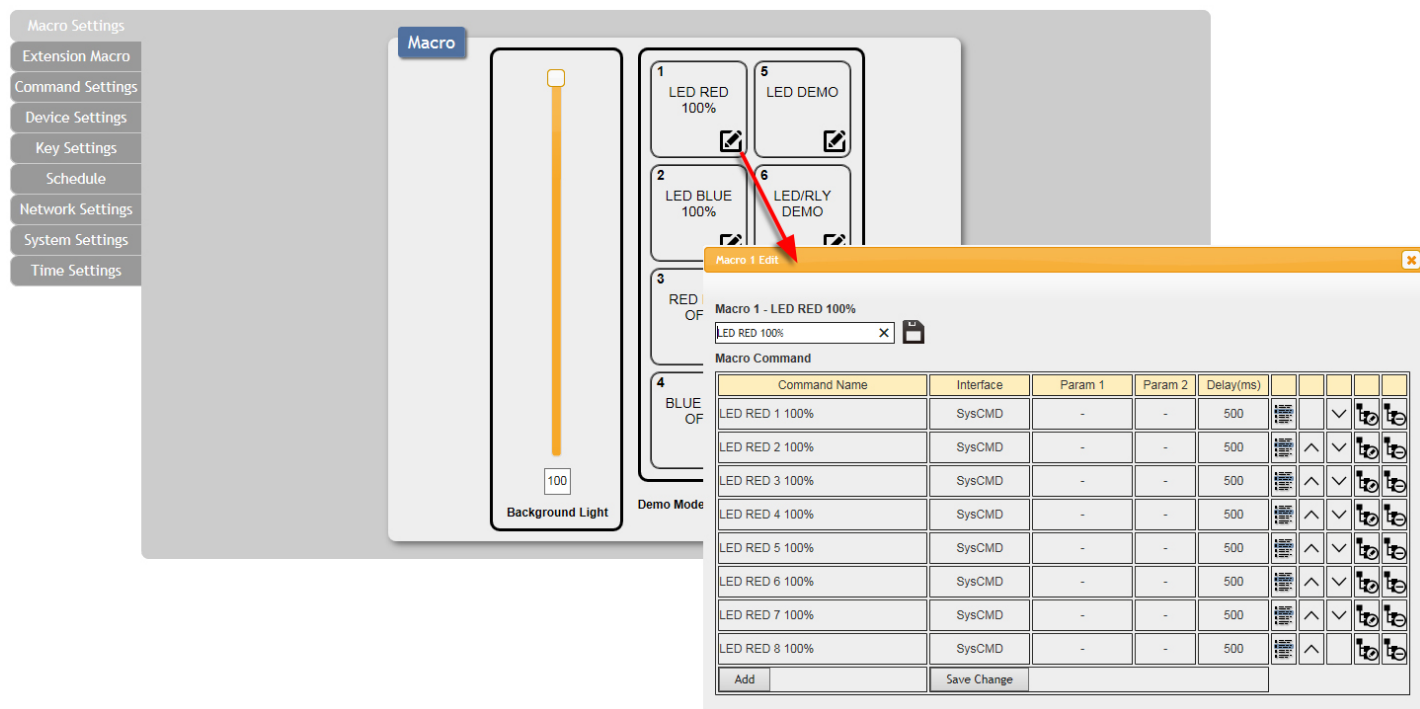 Macro Settings
Extension Macro
Command Settings
Device Settings
Key Settings
Schedule
Network Settings
System Settings
Time Settings
Macro
100
Background Light
1
LED RED
100%
5
LED DEMO
2
LED BLUE
100%
6
LED/RLY
DEMO
3
RED
OF
4
BLUE
OF
Demo Mode
Macro 1 Edit
Macro 1 - LED RED 100%
LED RED 100%
Macro Command
Command Name Interface Param 1 Param 2 Delay(ms)
LED RED 1 100% SysCMD - - 500
LED RED 2 100% SysCMD - - 500
LED RED 3 100% SysCMD - - 500
LED RED 4 100% SysCMD - - 500
LED RED 5 100% SysCMD - - 500
LED RED 6 100% SysCMD - - 500
LED RED 7 100% SysCMD - - 500
LED RED 8 100% SysCMD - - 500
Add Save Change